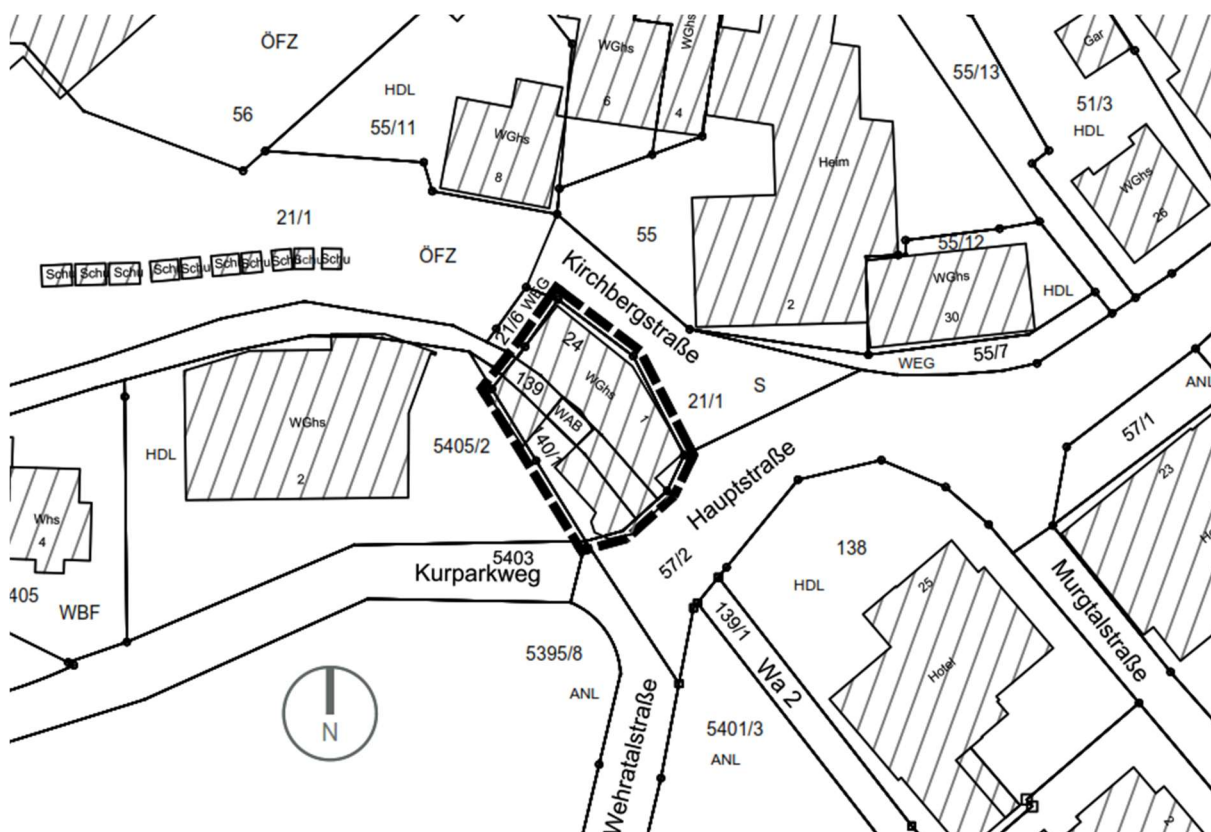 ÖFZ
WGhs
WGhs
Gar
55/13
51/3
HDL
56
HDL
55/11
6
4
WGhs
8
Heim
WGhs
26
21/1
ÖFZ
55
55/12
Schu
Schu
Schu
Sch
Schu
Schu
Schu
Sch
Schu
Schu
WGhs
30
HDL
2
Kirchbergstraße
21/6 WEG
24
WEG
55/7
139
WGhs
1
S
21/1
ANL
WGhs
2
WAB
40/1
57/1
HDL
5405/2
Hauptstraße
23
Whs
4
5403
57/2
138
Kurparkweg
HDL
25
405
WBF
139/1
Murgtalstraße
5395/8
Wa 2
Hotel
ANL
N
5401/3
ANL
Wehratalstraße
2